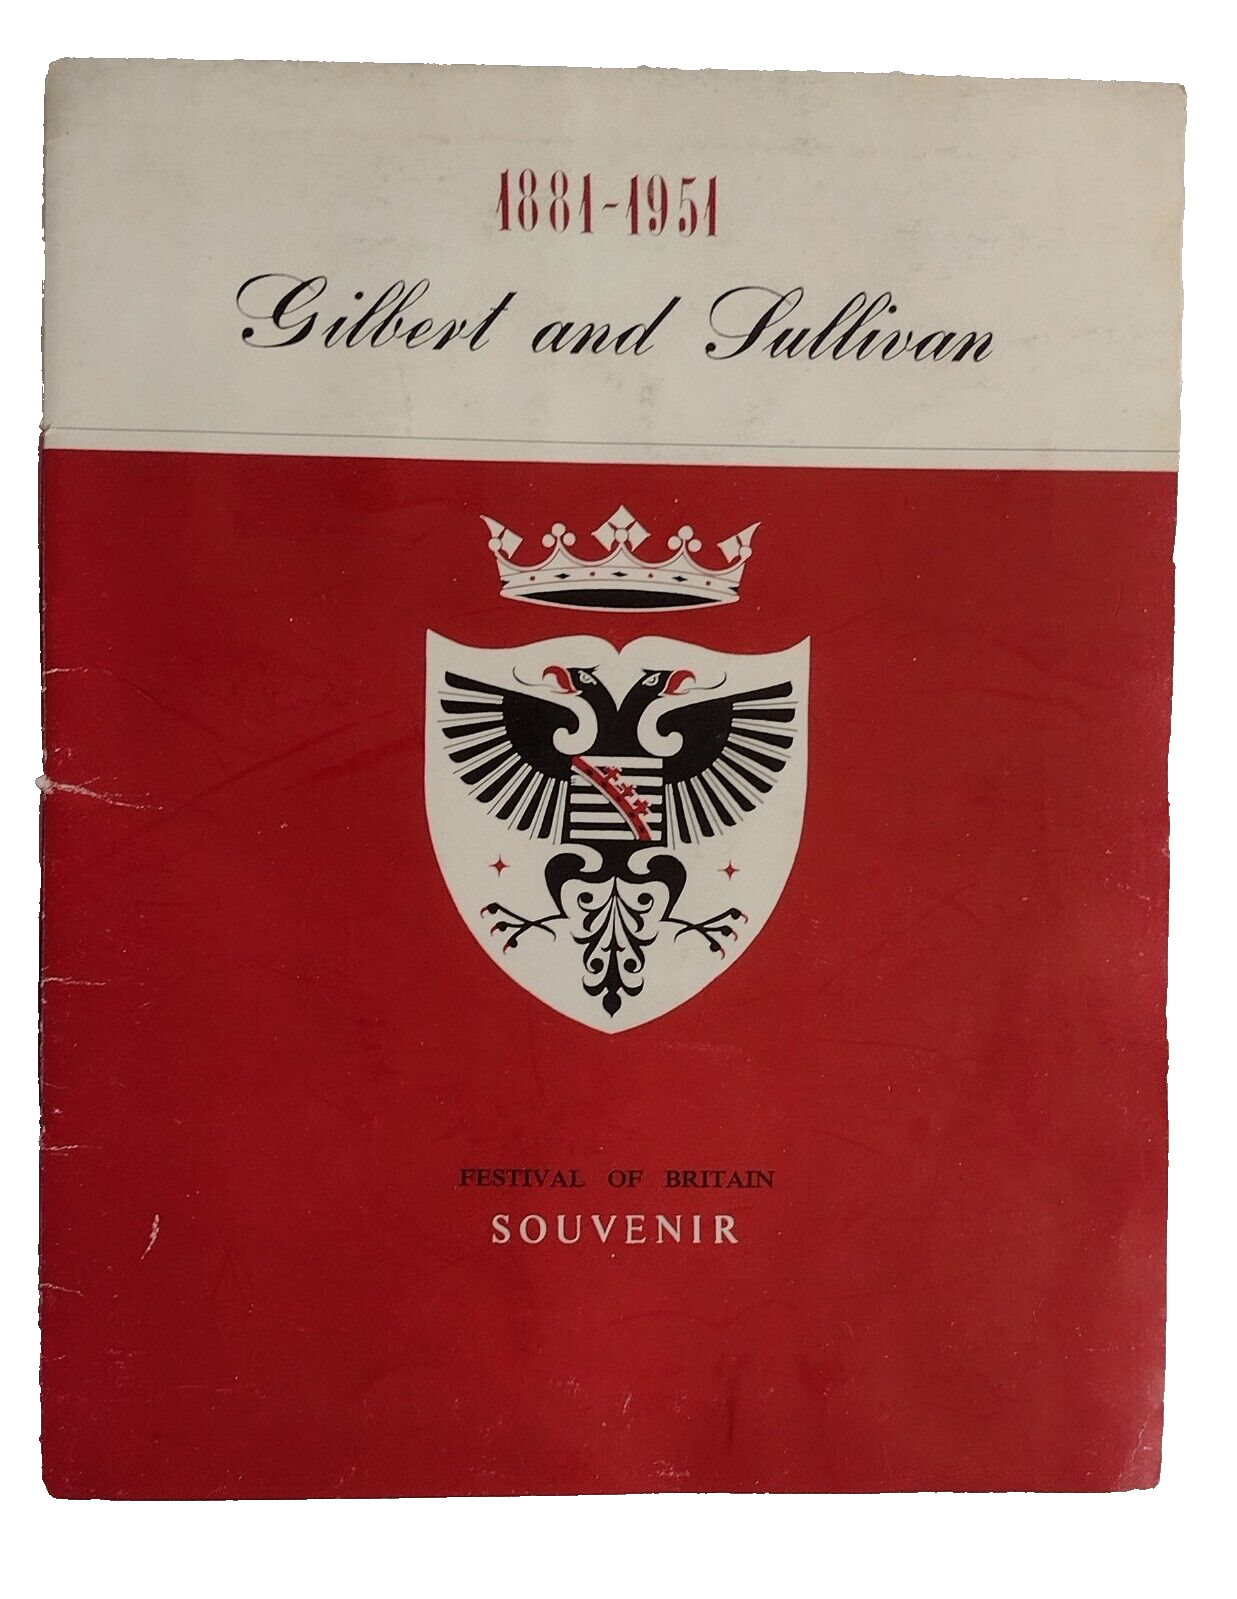 1881-1951
Gilbert and Sullivan
FESTIVAL OF BRITAIN
SOUVENIR